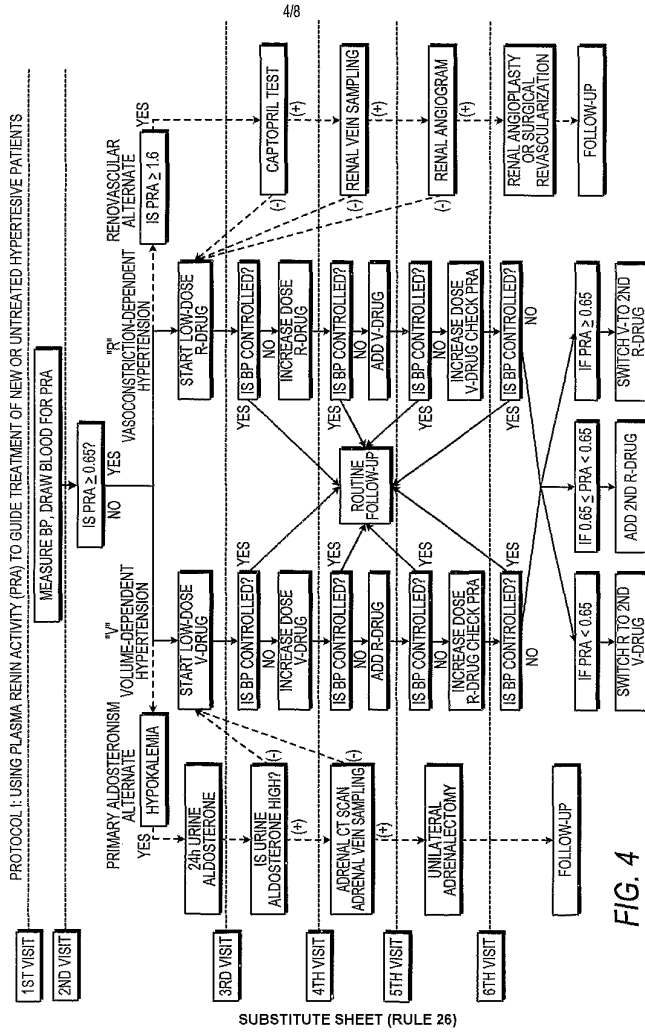 4/8
PROTOCOL 1: USING PLASMA RENIN ACTIVITY (PRA) TO GUIDE TREATMENT OF NEW OR UNTREATED HYPERTESIVE PATIENTS
1ST VISIT
MEASURE BP, DRAW BLOOD FOR PRA
2ND VISIT
IS PRA ≥ 0.65?
NO
YES
PRIMARY ALDOSTERONISM
ALTERNATE
"V"
VOLUME-DEPENDENT
HYPERTENSION
"R"
VASOCONSTRICTION-DEPENDENT
HYPERTENSION
RENOVASCULAR
ALTERNATE
HYPOKALEMIA
YES
IS PRA ≥ 1.6
YES
24h URINE
ALDOSTERONE
START LOW-DOSE
V-DRUG
START LOW-DOSE
R-DRUG
3RD VISIT
IS URINE
ALDOSTERONE HIGH?
(-)
(+)
IS BP CONTROLLED?
YES
NO
INCREASE DOSE
V-DRUG
IS BP CONTROLLED?
YES
NO
INCREASE DOSE
R-DRUG
CAPTOPRIL TEST
(-)
(+)
4TH VISIT
ADRENAL CT SCAN
ADRENAL VEIN SAMPLING
(-)
(+)
IS BP CONTROLLED?
YES
NO
ADD R-DRUG
ROUTINE
FOLLOW-UP
IS BP CONTROLLED?
YES
NO
ADD V-DRUG
RENAL VEIN SAMPLING
(-)
(+)
5TH VISIT
UNILATERAL
ADRENALECTOMY
IS BP CONTROLLED?
YES
NO
INCREASE DOSE
R-DRUG CHECK PRA
IS BP CONTROLLED?
YES
NO
INCREASE DOSE
V-DRUG CHECK PRA
RENAL ANGIOGRAM
(-)
(+)
6TH VISIT
IS BP CONTROLLED?
YES
NO
IS BP CONTROLLED?
YES
NO
RENAL ANGIOPLASTY
OR SURGICAL
REVASCULARIZATION
FOLLOW-UP
FOLLOW-UP
IF PRA < 0.65
IF 0.65 ≤ PRA < 0.65
IF PRA ≥ 0.65
SWITCH R TO 2ND
V-DRUG
ADD 2ND R-DRUG
SWITCH V-TO 2ND
R-DRUG
FIG. 4
SUBSTITUTE SHEET (RULE 26)